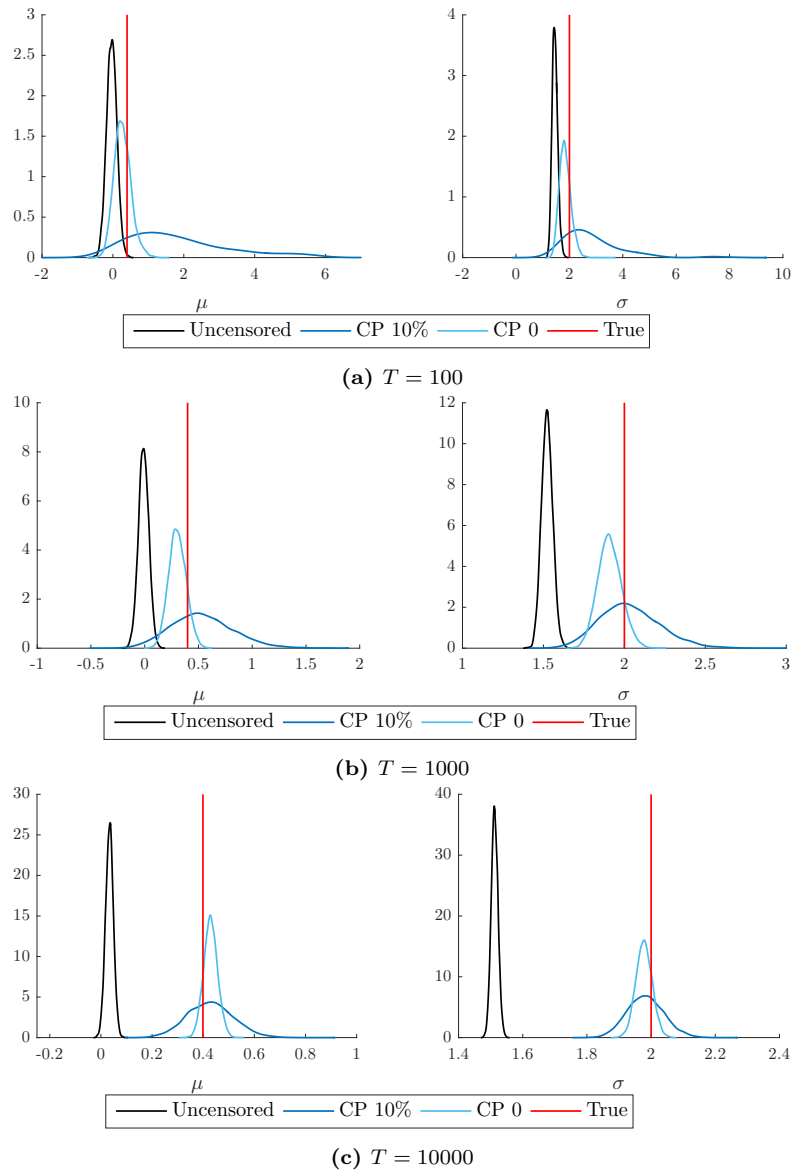 3
2.5
2
1.5
1
0.5
0
-2 0 2 4 6
μ
4
3
2
1
0
-2 0 2 4 6 8 10
σ
Uncensored CP 10% CP 0 True
(a) T = 100
10
8
6
4
2
0
-1 -0.5 0 0.5 1 1.5 2
μ
12
10
8
6
4
2
0
1 1.5 2 2.5 3
σ
Uncensored CP 10% CP 0 True
(b) T = 1000
30
25
20
15
10
5
0
-0.2 0 0.2 0.4 0.6 0.8 1
μ
40
30
20
10
0
1.4 1.6 1.8 2 2.2 2.4
σ
Uncensored CP 10% CP 0 True
(c) T = 10000